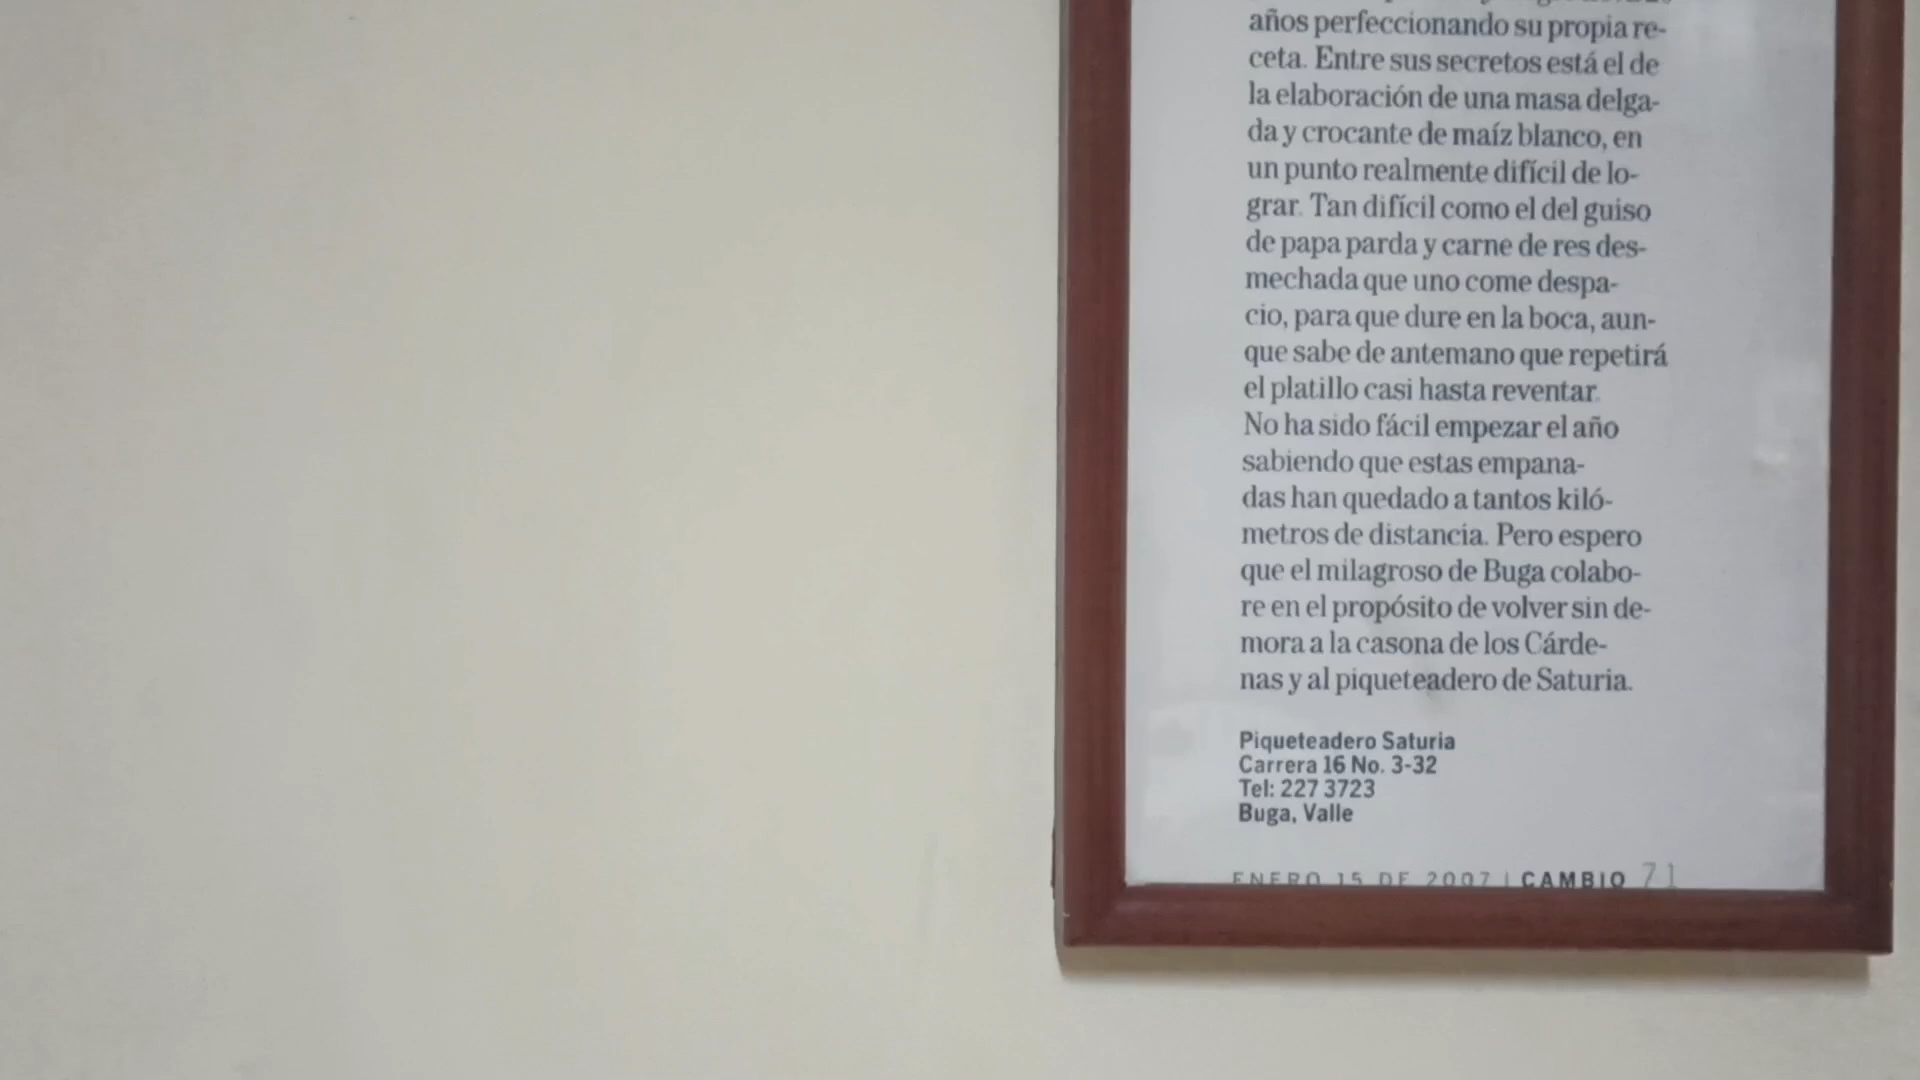 años perfeccionando su propia re-
ceta. Entre sus secretos está el de
la elaboración de una masa delga-
da y crocante de maíz blanco, en
un punto realmente difícil de lo-
grar. Tan difícil como el del guiso
de papa parda y carne de res des-
mechada que uno come despa-
cio, para que dure en la boca, aun-
que sabe de antemano que repetirá
el platillo casi hasta reventar.
No ha sido fácil empezar el año
sabiendo que estas empana-
das han quedado a tantos kiló-
metros de distancia. Pero espero
que el milagroso de Buga colabo-
re en el propósito de volver sin de-
mora a la casona de los Cárde-
nas y al piqueteadero de Saturia.
Piqueteadero Saturia
Carrera 16 No. 3-32
Tel: 227 3723
Buga, Valle
ENERO 15 DE 2007 | CAMBIO 71